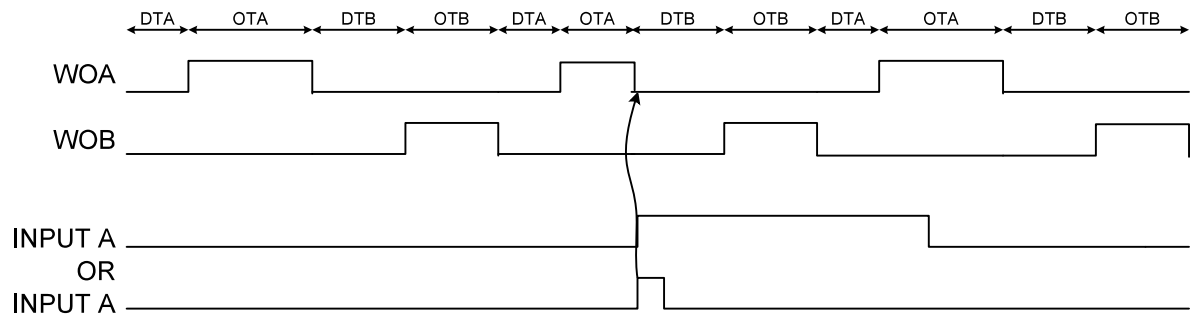 DTA OTA DTB OTB DTA OTA DTB OTB DTA OTA DTB OTB
WOA
WOB
INPUT A
OR
INPUT A